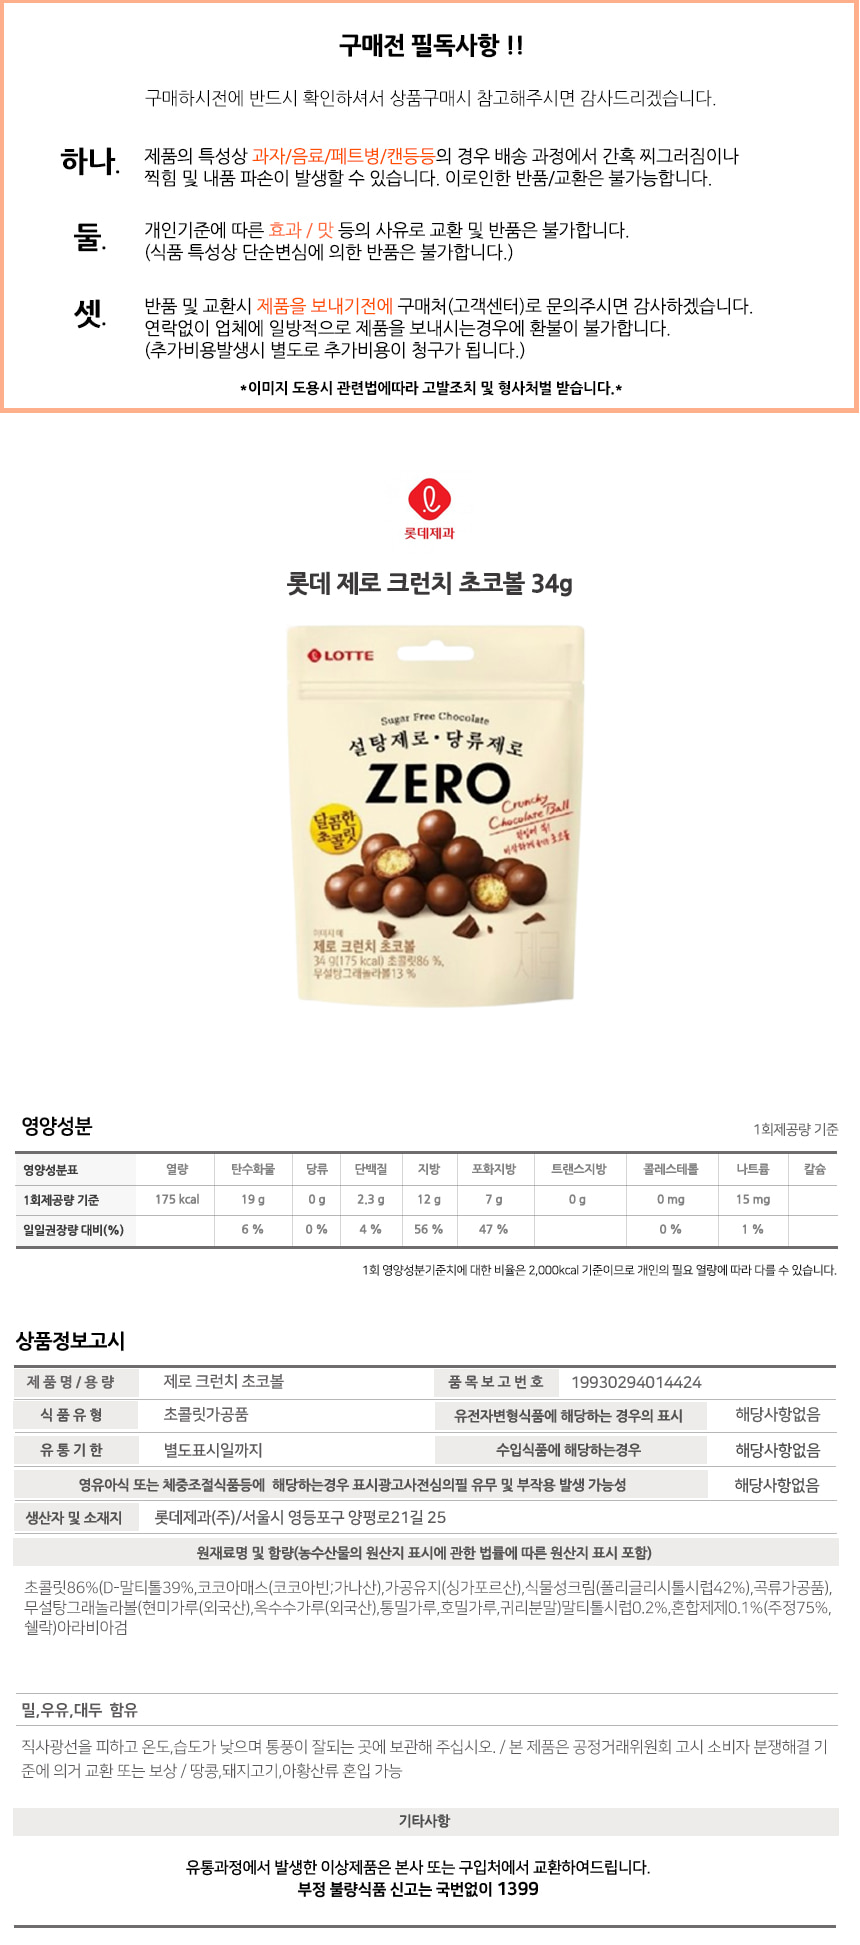 구매전 필독사항 !!
구매하시전에 반드시 확인하셔서 상품구매시 참고해주시면 감사드리겠습니다.
하나. 제품의 특성상 과자/음료/페트병/캔등등의 경우 배송 과정에서 간혹 찌그러짐이나
찍힘 및 내품 파손이 발생할 수 있습니다. 이로인한 반품/교환은 불가능합니다.
둘. 개인기준에 따른 효과 / 맛 등의 사유로 교환 및 반품은 불가합니다.
(식품 특성상 단순변심에 의한 반품은 불가합니다.)
셋. 반품 및 교환시 제품을 보내기전에 구매처(고객센터)로 문의주시면 감사하겠습니다.
연락없이 업체에 일방적으로 제품을 보내시는경우에 환불이 불가합니다.
(추가비용발생시 별도로 추가비용이 청구가 됩니다.)
*이미지 도용시 관련법에따라 고발조치 및 형사처벌 받습니다.*
롯데제과
롯데 제로 크런치 초코볼 34g
LOTTE
Sugar Free Chocolate
설탕제로·당류제로
ZERO
Crunchy
Chocolate Ball
달콤한
초콜릿
이미지 예
제로 크런치 초코볼
34 g(175 kcal) 초콜릿86 %,
무설탕그래놀라볼13 %
제로
영양성분
1회제공량 기준
영양성분표 열량 탄수화물 당류 단백질 지방 포화지방 트랜스지방 콜레스테롤 나트륨 칼슘
1회제공량 기준 175 kcal 19 g 0 g 2.3 g 12 g 7 g 0 g 0 mg 15 mg
일일권장량 대비(%) 6 % 0 % 4 % 56 % 47 % 0 % 1 %
1회 영양성분기준치에 대한 비율은 2,000kcal 기준이므로 개인의 필요 열량에 따라 다를 수 있습니다.
상품정보고시
제 품 명 / 용 량 제로 크런치 초코볼 품 목 보 고 번 호 19930294014424
식 품 유 형 초콜릿가공품 유전자변형식품에 해당하는 경우의 표시 해당사항없음
유 통 기 한 별도표시일까지 수입식품에 해당하는경우 해당사항없음
영유아식 또는 체중조절식품등에 해당하는경우 표시광고사전심의필 유무 및 부작용 발생 가능성 해당사항없음
생산자 및 소재지 롯데제과(주)/서울시 영등포구 양평로21길 25
원재료명 및 함량(농수산물의 원산지 표시에 관한 법률에 따른 원산지 표시 포함)
초콜릿86%(D-말티톨39%,코코아매스(코코아빈;가나산),가공유지(싱가포르산),식물성크림(폴리글리시톨시럽42%),곡류가공품),
무설탕그래놀라볼(현미가루(외국산),옥수수가루(외국산),통밀가루,호밀가루,귀리분말)말티톨시럽0.2%,혼합제제0.1%(주정75%,
쉘락)아라비아검
밀,우유,대두 함유
직사광선을 피하고 온도,습도가 낮으며 통풍이 잘되는 곳에 보관해 주십시오. / 본 제품은 공정거래위원회 고시 소비자 분쟁해결 기
준에 의거 교환 또는 보상 / 땅콩,돼지고기,아황산류 혼입 가능
기타사항
유통과정에서 발생한 이상제품은 본사 또는 구입처에서 교환하여드립니다.
부정 불량식품 신고는 국번없이 1399